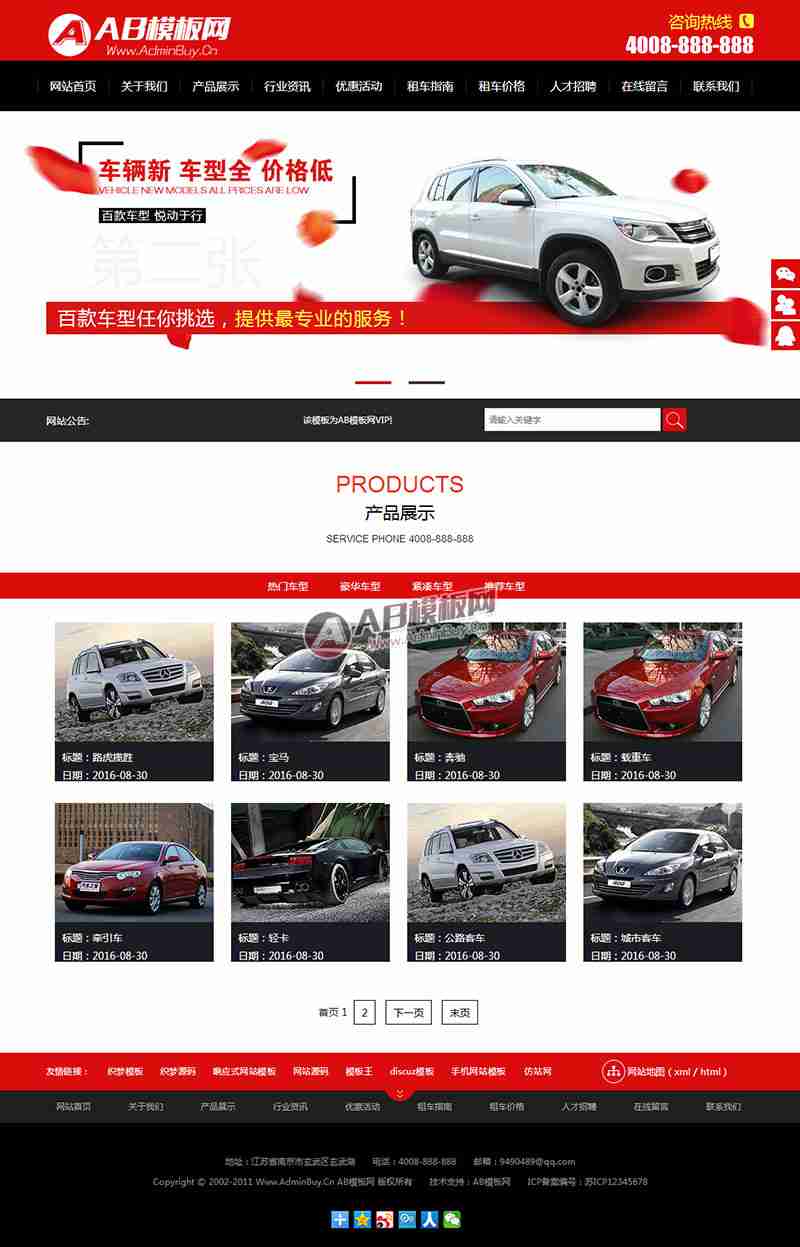 AB模板网
Www.AdminBuy.Cn
咨询热线
4008-888-888
网站首页 关于我们 产品展示 行业资讯 优惠活动 租车指南 租车价格 人才招聘 在线留言 联系我们
车辆新 车型全 价格低
VEHICLE NEW MODELS ALL PRICES ARE LOW
百款车型 悦动于行
第二张
百款车型任你挑选，提供最专业的服务！
网站公告: 该模板为AB模板网VIP! 请输入关键字
PRODUCTS
产品展示
SERVICE PHONE 4008-888-888
热门车型 豪华车型 紧凑车型 推荐车型
AB模板网
Www.AdminBuy.Cn
标题：路虎揽胜 标题：宝马 标题：奔驰 标题：载重车
日期：2016-08-30 日期：2016-08-30 日期：2016-08-30 日期：2016-08-30
标题：牵引车 标题：轻卡 标题：公路客车 标题：城市客车
日期：2016-08-30 日期：2016-08-30 日期：2016-08-30 日期：2016-08-30
首页 1 2 下一页 末页
友情链接： 织梦模板 织梦源码 响应式网站模板 网站源码 模板王 discuz模板 手机网站模板 仿站网 网站地图 ( xml / html )
网站首页 关于我们 产品展示 行业资讯 优惠活动 租车指南 租车价格 人才招聘 在线留言 联系我们
地址：江苏省南京市玄武区玄武湖 电话：4008-888-888 邮箱：9490489@qq.com
Copyright © 2002-2011 Www.AdminBuy.Cn AB模板网 版权所有 技术支持：AB模板网 ICP备案编号：苏ICP12345678